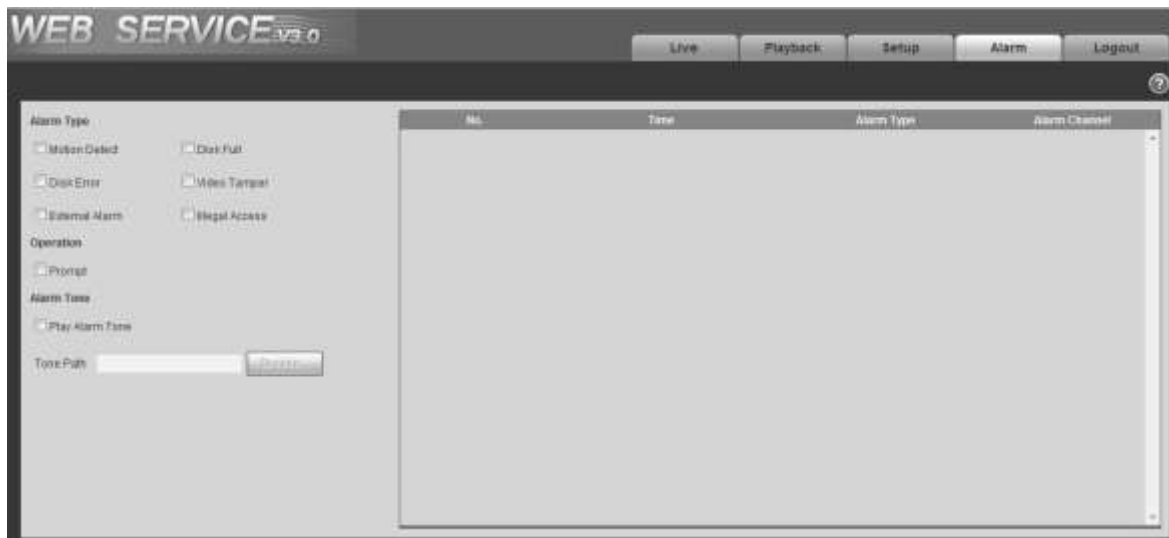 WEB SERVICE V3.0
Live Playback Setup Alarm Logout
?
Alarm Type
Motion Detect Disk Full
Disk Error Video Tamper
External Alarm Illegal Access
Operation
Prompt
Alarm Tone
Play Alarm Tone
Tone Path
No. Time Alarm Type Alarm Channel